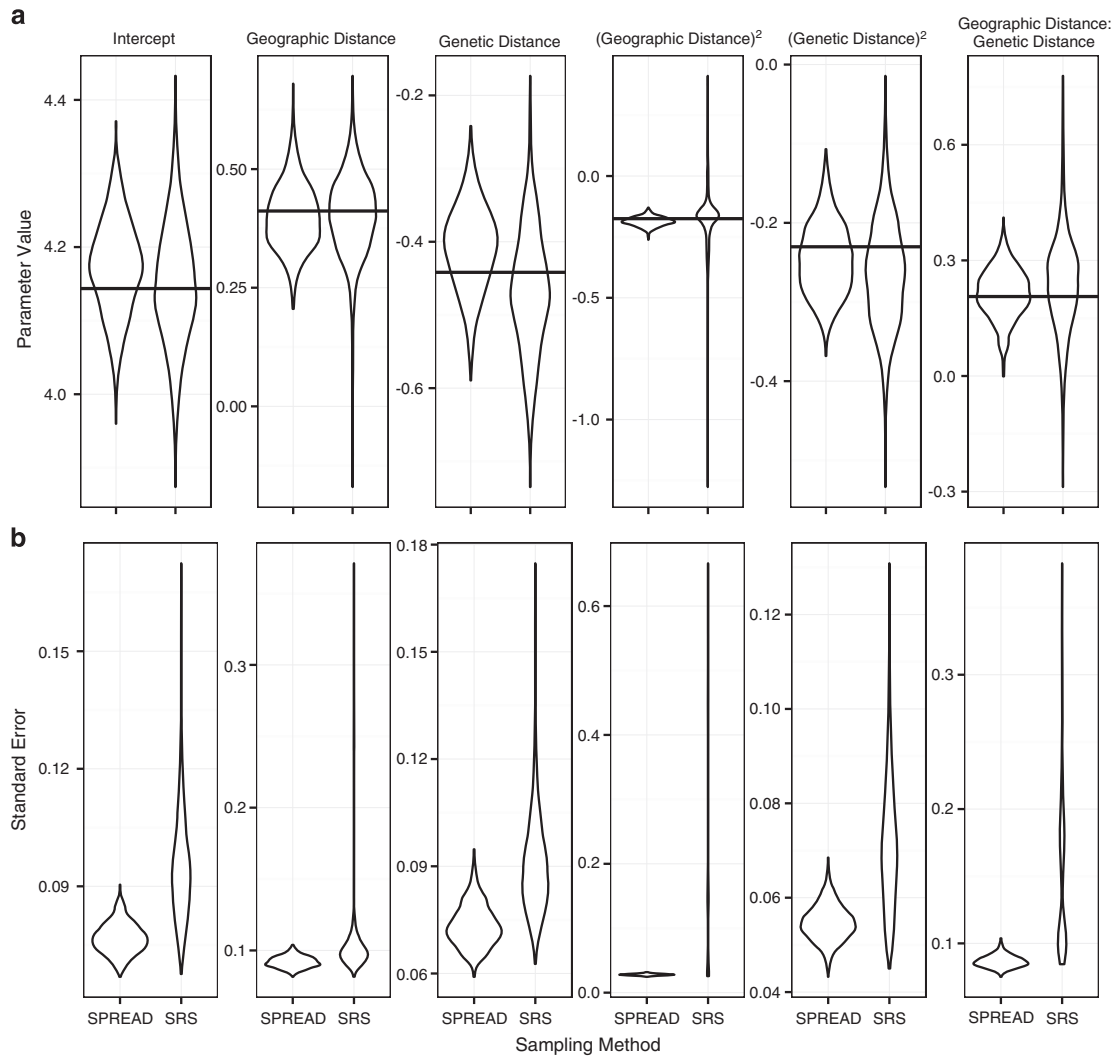 a
Intercept
Geographic Distance
Genetic Distance
(Geographic Distance)²
(Genetic Distance)²
Geographic Distance:
Genetic Distance
Parameter Value
4.4
4.2
4.0
0.50
0.25
0.00
-0.2
-0.4
-0.6
0.0
-0.5
-1.0
0.0
-0.2
-0.4
0.6
0.3
0.0
-0.3
b
Standard Error
0.15
0.12
0.09
0.3
0.2
0.1
0.18
0.15
0.12
0.09
0.06
0.6
0.4
0.2
0.0
0.12
0.10
0.08
0.06
0.04
0.3
0.2
0.1
SPREAD SRS
SPREAD SRS
SPREAD SRS
SPREAD SRS
SPREAD SRS
SPREAD SRS
Sampling Method